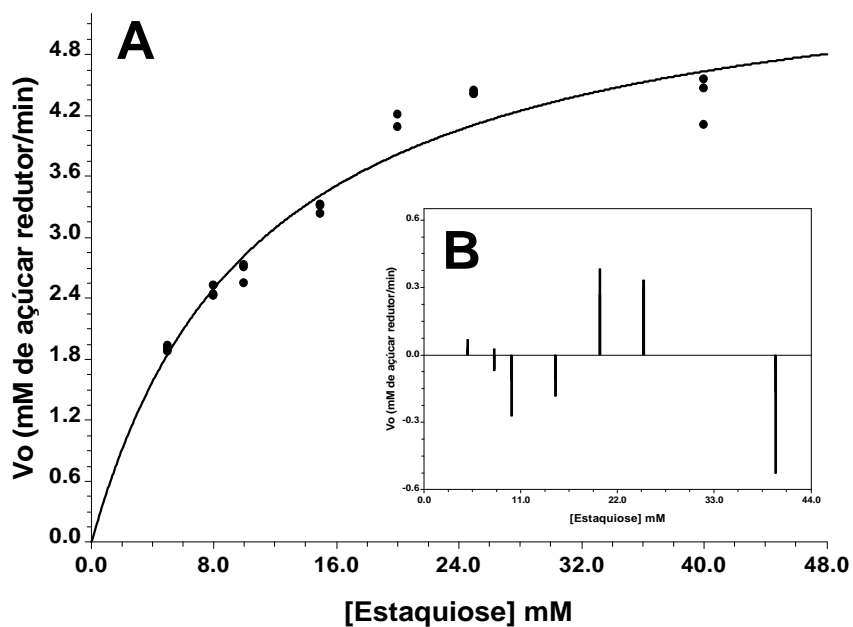 A
Vo (mM de açúcar redutor/min)
4.8
4.2
3.6
3.0
2.4
1.8
1.2
0.6
0.0
0.0 8.0 16.0 24.0 32.0 40.0 48.0
[Estaquiose] mM
B
Vo (mM de açúcar redutor/min)
0.6
0.3
0.0
-0.3
-0.6
0.0 11.0 22.0 33.0 44.0
[Estaquiose] mM